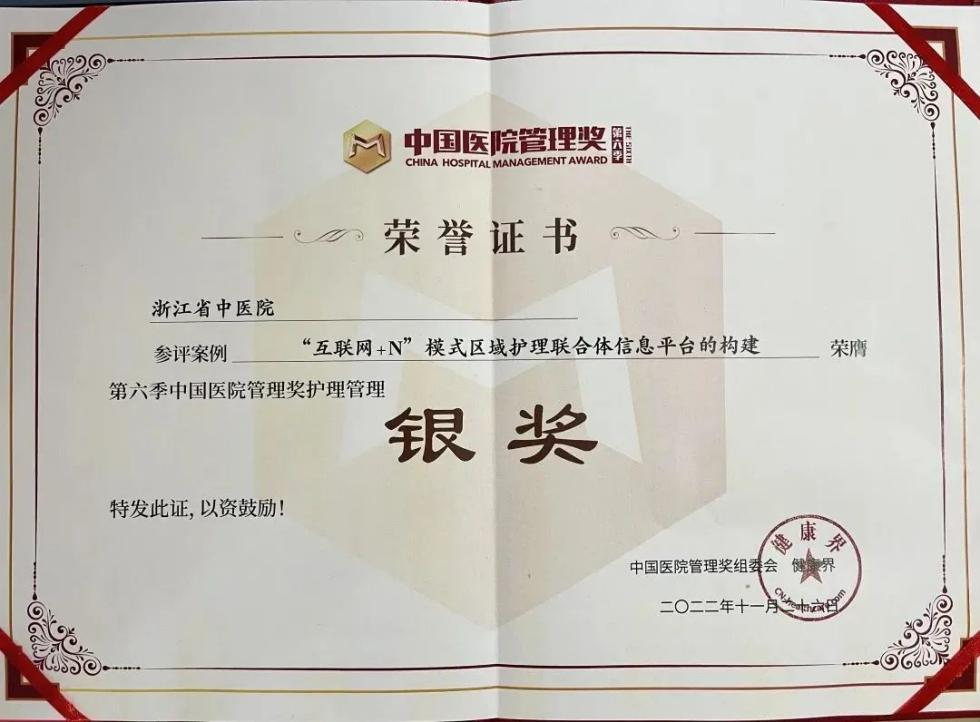 中国医院管理奖 第六季 THE SIXTH
CHINA HOSPITAL MANAGEMENT AWARD
荣誉证书
浙江省中医院
参评案例 “互联网+N”模式区域护理联合体信息平台的构建 荣膺
第六季中国医院管理奖护理管理
银奖
特发此证,以资鼓励!
中国医院管理奖组委会 健康界
二〇二二年十一月二十六日
健康界
CN-healthcare.com